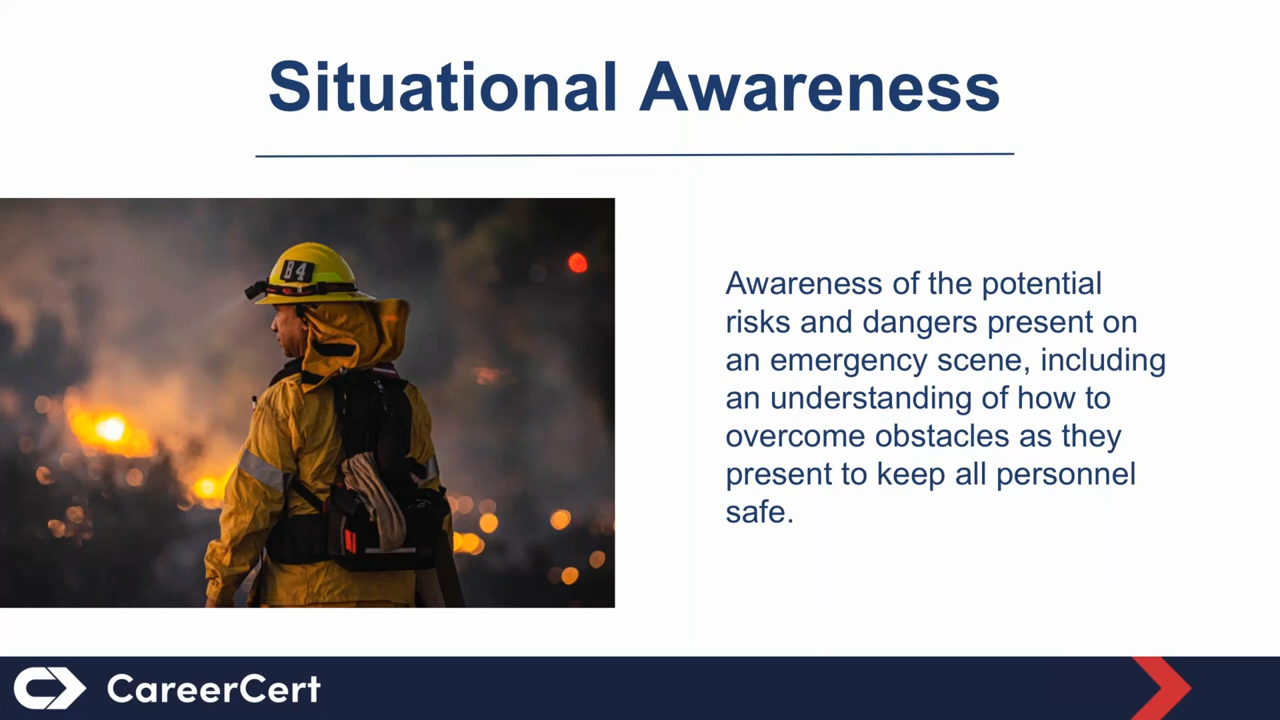 Situational Awareness
84
Awareness of the potential
risks and dangers present on
an emergency scene, including
an understanding of how to
overcome obstacles as they
present to keep all personnel
safe.
CareerCert